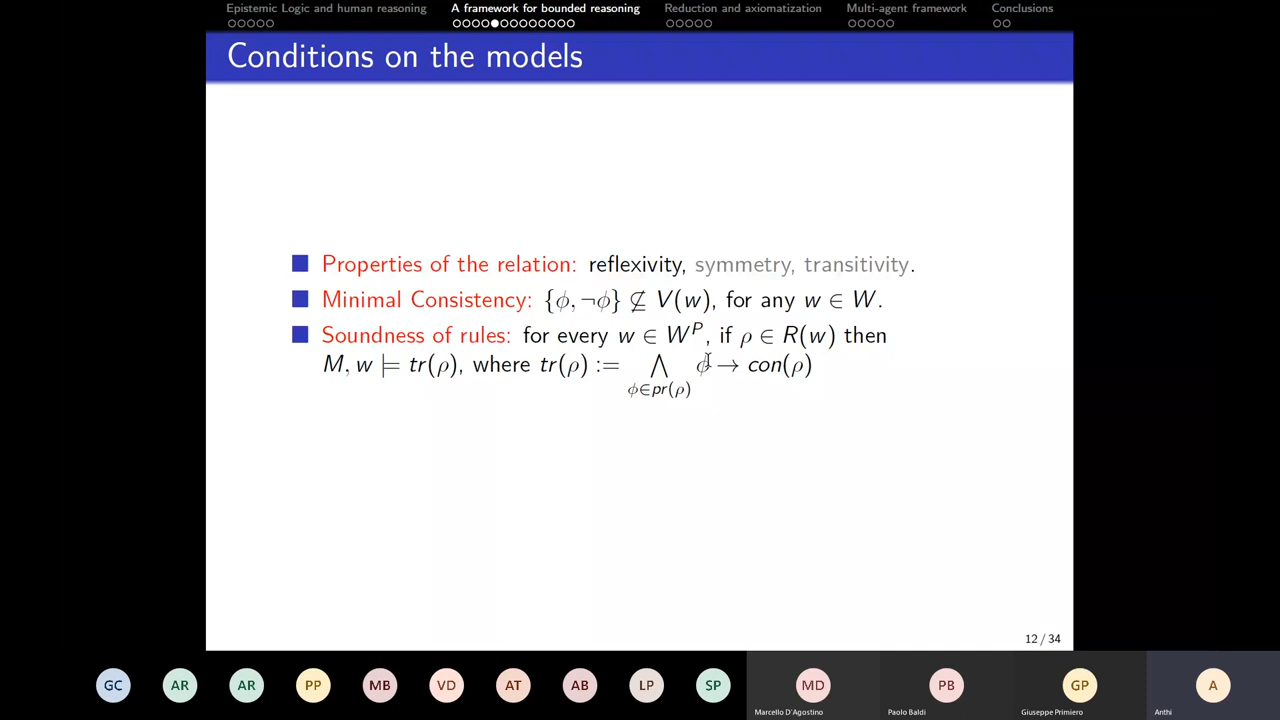 Epistemic Logic and human reasoning A framework for bounded reasoning Reduction and axiomatization Multi-agent framework Conclusions
Conditions on the models
Properties of the relation: reflexivity, symmetry, transitivity.
Minimal Consistency: {ϕ, ¬ϕ} ⊈ V(w), for any w ∈ W.
Soundness of rules: for every w ∈ W^P, if ρ ∈ R(w) then
M, w ⊨ tr(ρ), where tr(ρ) := ⋀ ϕ → con(ρ)
ϕ∈pr(ρ)
12 / 34
GC AR AR PP MB VD AT AB LP SP MD PB GP A
Marcello D'Agostino Paolo Baldi Giuseppe Primiero Anthi